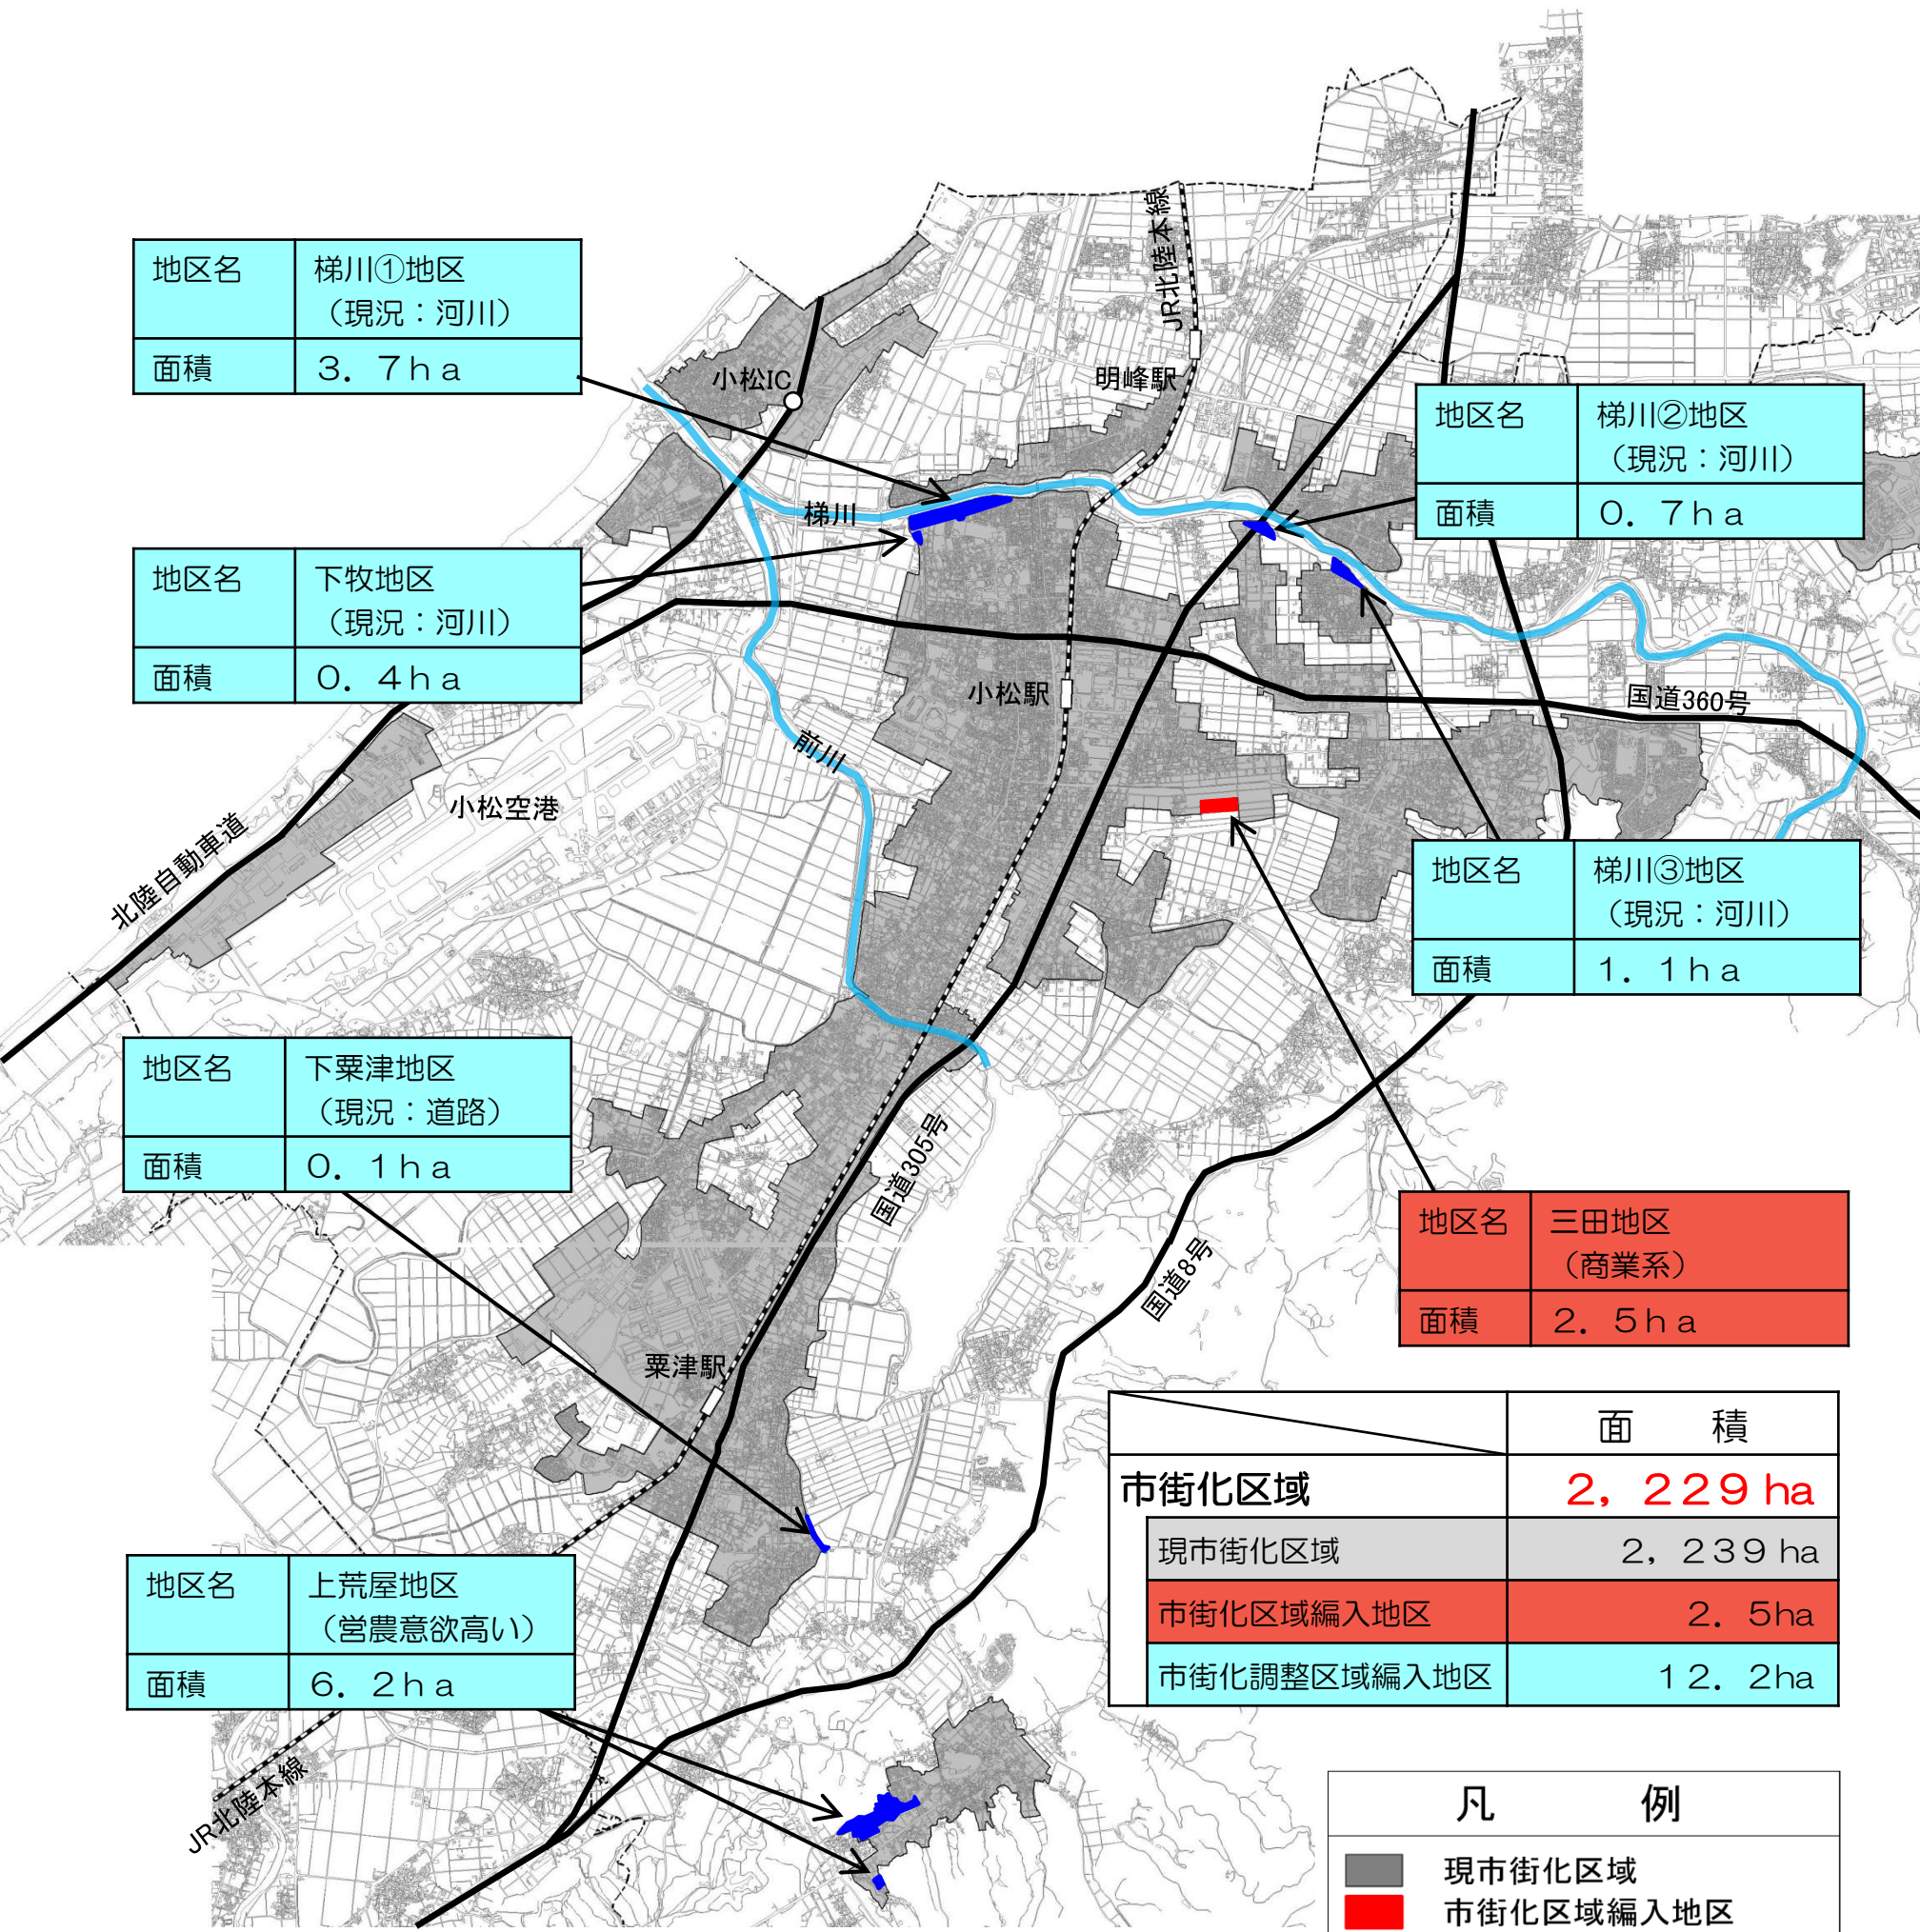 JR北陸本線
地区名 梯川①地区
（現況：河川）
面積 ３．７ｈａ
小松IC
明峰駅
地区名 梯川②地区
（現況：河川）
面積 ０．７ｈａ
梯川
地区名 下牧地区
（現況：河川）
面積 ０．４ｈａ
小松駅
国道360号
前川
小松空港
北陸自動車道
地区名 梯川③地区
（現況：河川）
面積 １．１ｈａ
地区名 下粟津地区
（現況：道路）
面積 ０．１ｈａ
国道305号
国道8号
地区名 三田地区
（商業系）
面積 ２．５ｈａ
粟津駅
面　積
市街化区域 ２，２２９ha
現市街化区域 ２，２３９ha
市街化区域編入地区 ２．５ha
市街化調整区域編入地区 １２．２ha
地区名 上荒屋地区
（営農意欲高い）
面積 ６．２ｈａ
JR北陸本線
凡　例
現市街化区域
市街化区域編入地区